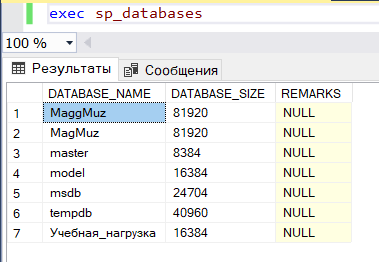 exec sp_databases
100 %
Результаты Сообщения
DATABASE_NAME DATABASE_SIZE REMARKS
1 MaggMuz 81920 NULL
2 MagMuz 81920 NULL
3 master 8384 NULL
4 model 16384 NULL
5 msdb 24704 NULL
6 tempdb 40960 NULL
7 Учебная_нагрузка 16384 NULL